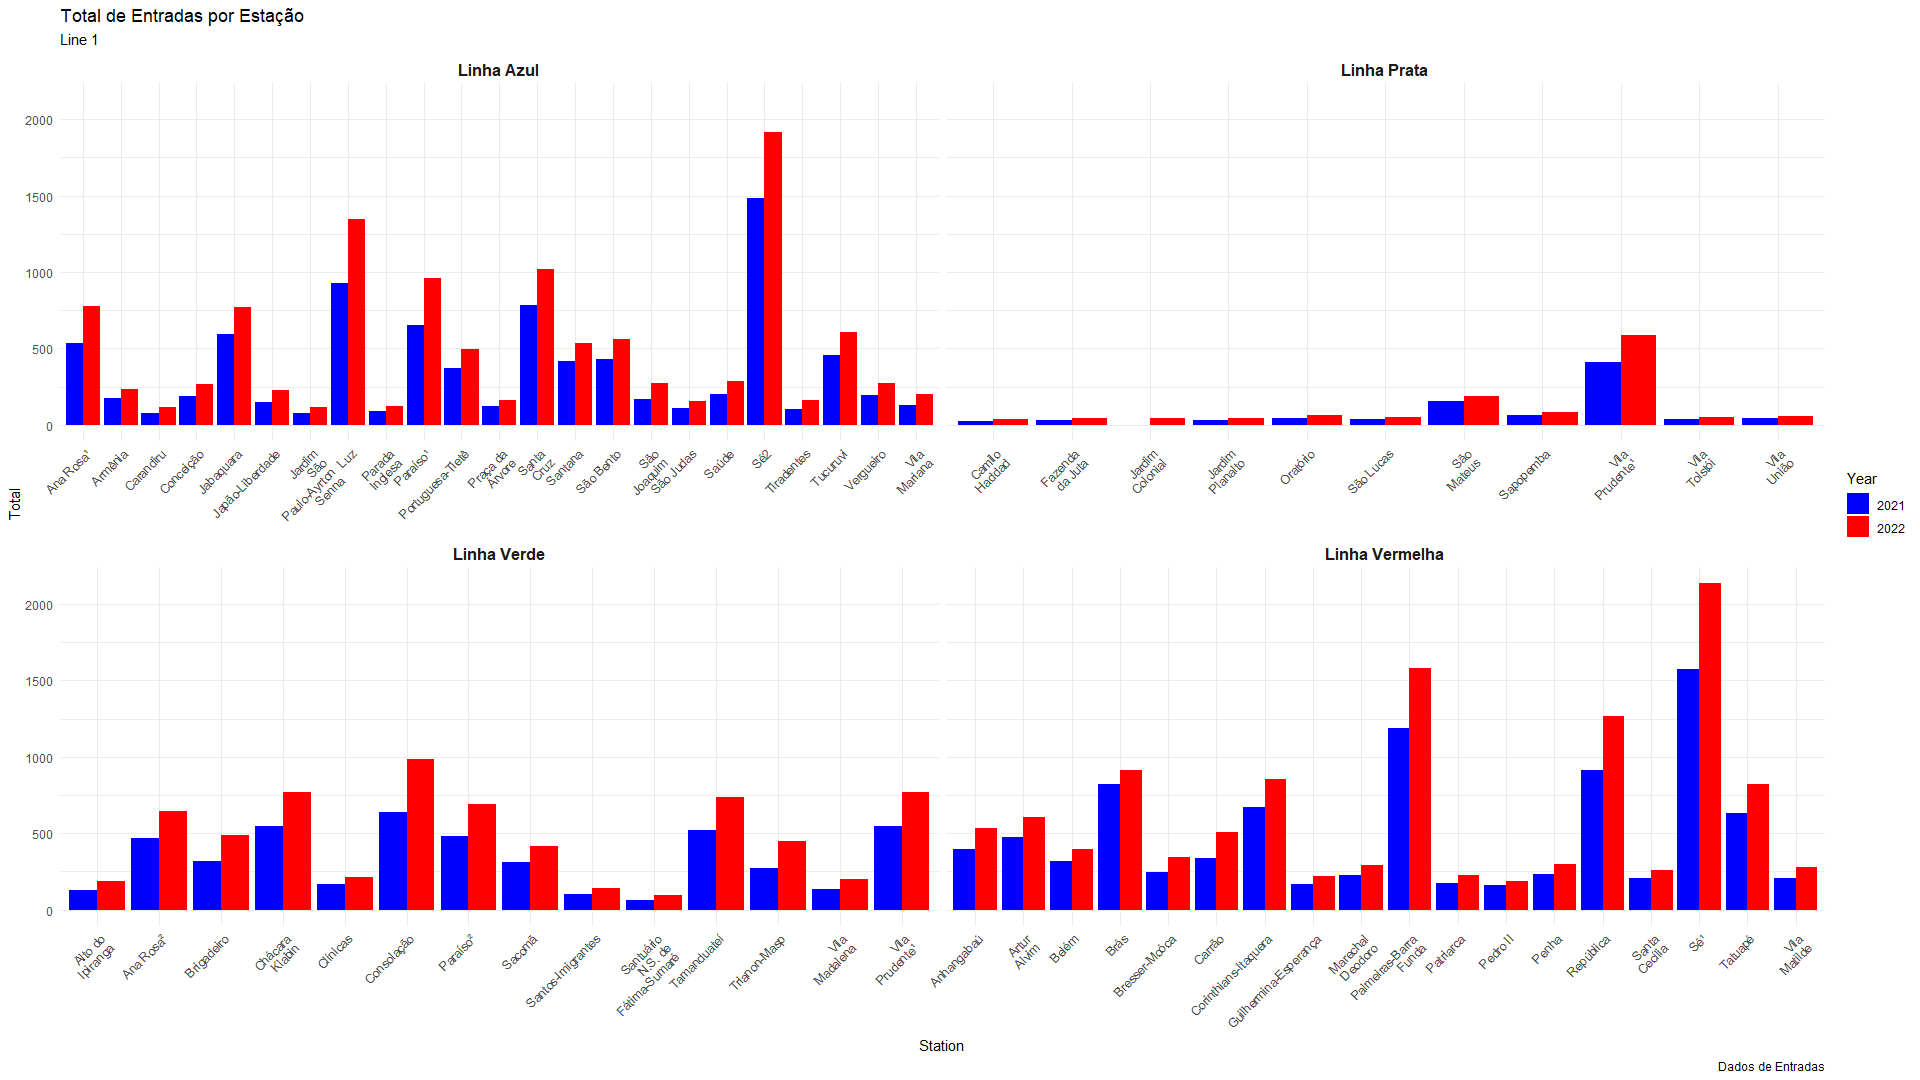 Total de Entradas por Estação
Line 1
Linha Azul
2000
1500
1000
500
0
Ana Rosa¹
Armênia
Carandiru
Conceição
Jabaquara
Japão-Liberdade
Jardim
São
Paulo-Ayrton
Senna
Luz
Parada
Inglesa
Paraíso¹
Portuguesa-Tietê
Praça da
Árvore
Santa
Cruz
Santana
São Bento
São
Joaquim
São Judas
Saúde
Sé2
Tiradentes
Tucuruvi
Vergueiro
Vila
Mariana
Linha Prata
Camilo
Haddad
Fazenda
da Juta
Jardim
Colonial
Jardim
Planalto
Oratório
São Lucas
São
Mateus
Sapopemba
Vila
Prudente¹
Vila
Tolstói
Vila
União
Total
Linha Verde
2000
1500
1000
500
0
Alto do
Ipiranga
Ana Rosa²
Brigadeiro
Chácara
Klabin
Clínicas
Consolação
Paraíso²
Sacomã
Santos-Imigrantes
Santuário
N.S. de
Fátima-Sumaré
Tamanduateí
Trianon-Masp
Vila
Madalena
Vila
Prudente¹
Linha Vermelha
Anhangabaú
Artur
Alvim
Belém
Brás
Bresser-Moóca
Carrão
Corinthians-Itaquera
Guilhermina-Esperança
Marechal
Deodoro
Palmeiras-Barra
Funda
Patriarca
Pedro II
Penha
República
Santa
Cecília
Sé¹
Tatuapé
Vila
Matilde
Station
Year
2021
2022
Dados de Entradas